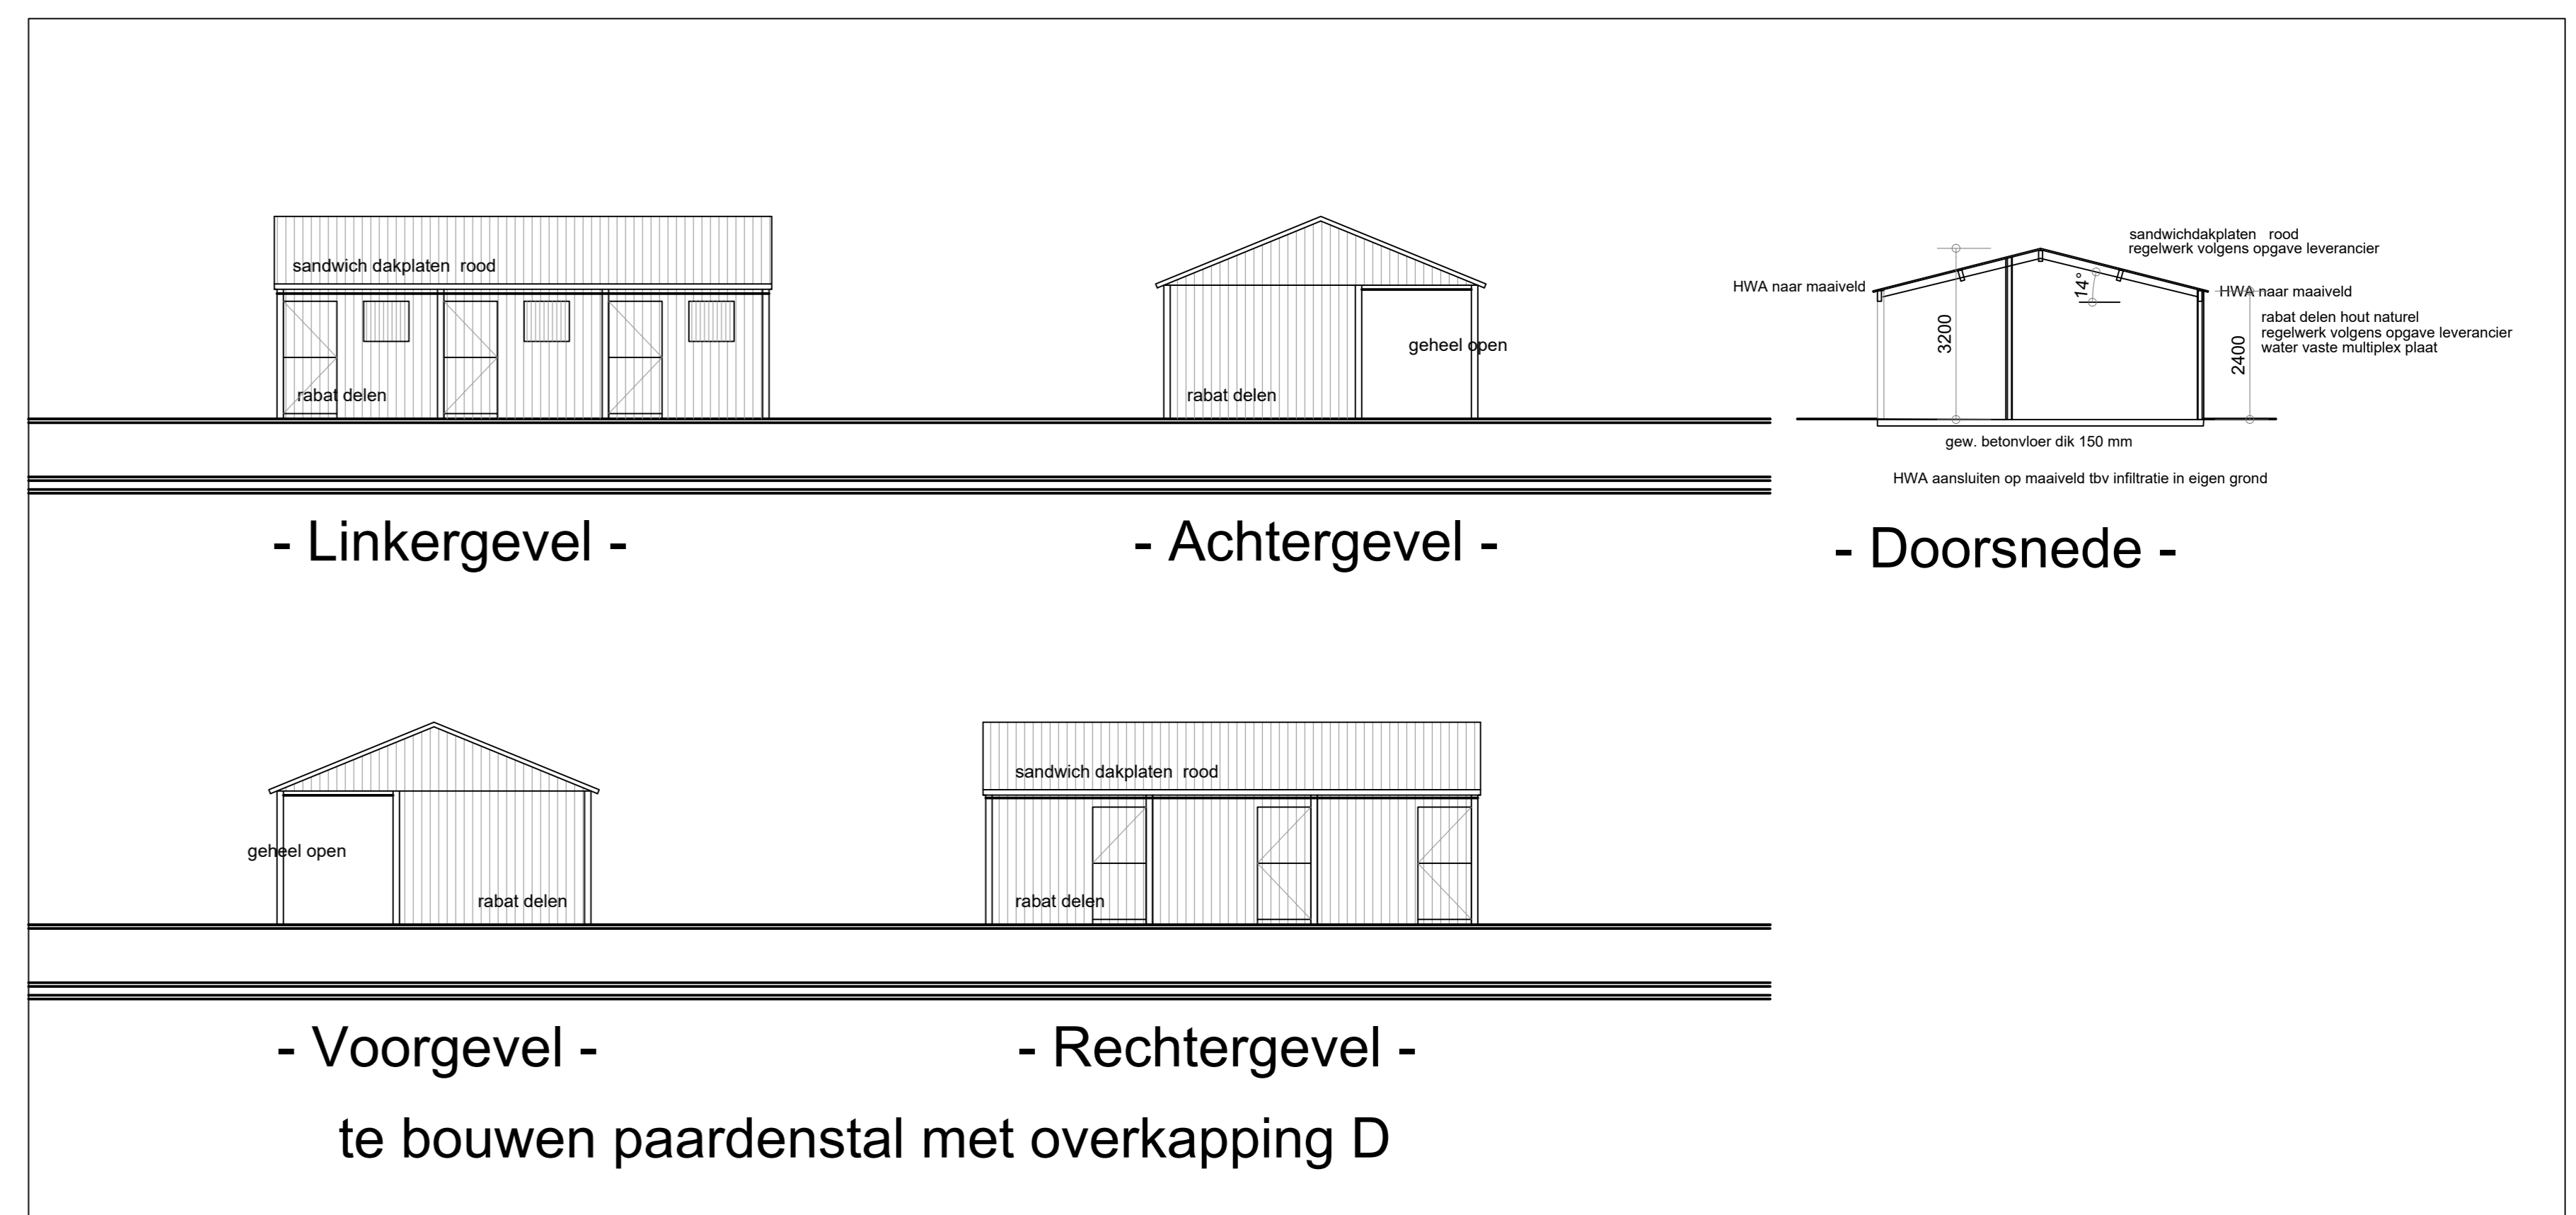 sandwich dakplaten rood
rabat delen
- Linkergevel -
rabat delen
geheel open
- Achtergevel -
sandwichdakplaten rood
regelwerk volgens opgave leverancier
HWA naar maaiveld
14°
HWA naar maaiveld
3200
2400
rabat delen hout naturel
regelwerk volgens opgave leverancier
water vaste multiplex plaat
gew. betonvloer dik 150 mm
HWA aansluiten op maaiveld tbv infiltratie in eigen grond
- Doorsnede -
geheel open
rabat delen
- Voorgevel -
sandwich dakplaten rood
rabat delen
- Rechtergevel -
te bouwen paardenstal met overkapping D